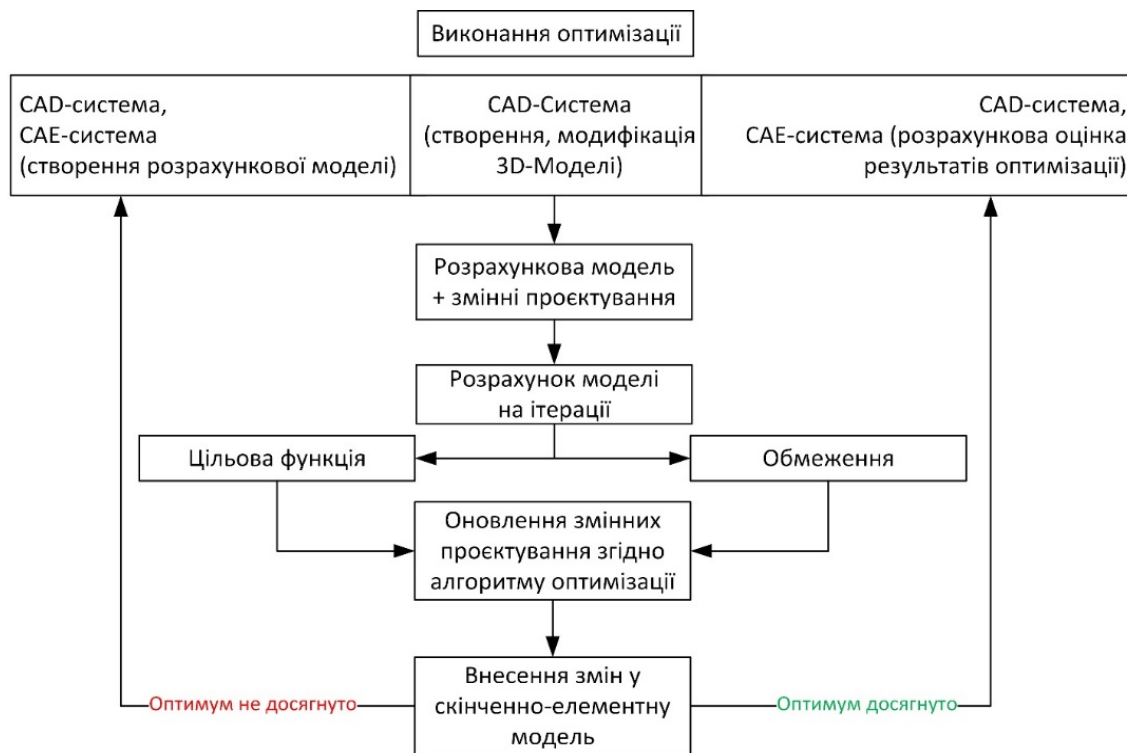 Виконання оптимізації
CAD-система,
CAE-система
(створення розрахункової моделі)
CAD-Система
(створення, модифікація
3D-Моделі)
CAD-система,
CAE-система (розрахункова оцінка
результатів оптимізації)
Розрахункова модель
+ змінні проєктування
Розрахунок моделі
на ітерації
Цільова функція
Обмеження
Оновлення змінних
проєктування згідно
алгоритму оптимізації
Оптимум не досягнуто
Внесення змін у
скінченно-елементну
модель
Оптимум досягнуто